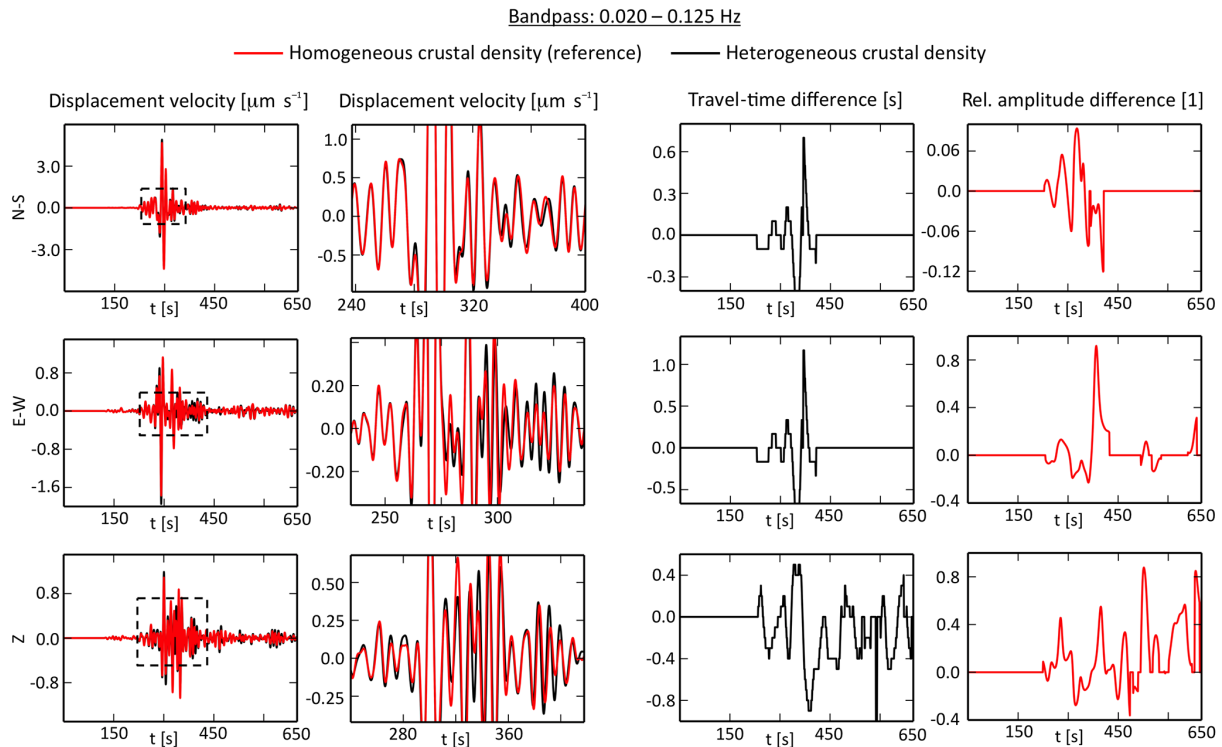 Bandpass: 0.020 – 0.125 Hz
Homogeneous crustal density (reference) Heterogeneous crustal density
Displacement velocity [μm s⁻¹] Displacement velocity [μm s⁻¹] Travel-time difference [s] Rel. amplitude difference [1]
N-S
3.0
0.0
-3.0
150 t [s] 450 650
1.0
0.5
0.0
-0.5
240 t [s] 320 400
0.6
0.3
0.0
-0.3
150 t [s] 450 650
0.06
0.0
-0.06
-0.12
150 t [s] 450 650
E-W
0.8
0.0
-0.8
-1.6
150 t [s] 450 650
0.20
0.00
-0.20
250 t [s] 300
1.0
0.5
0.0
-0.5
150 t [s] 450 650
0.8
0.4
0.0
-0.4
150 t [s] 450 650
Z
0.8
0.0
-0.8
150 t [s] 450 650
0.50
0.25
0.00
-0.25
280 t [s] 360
0.4
0.0
-0.4
-0.8
150 t [s] 450 650
0.8
0.4
0.0
-0.4
150 t [s] 450 650